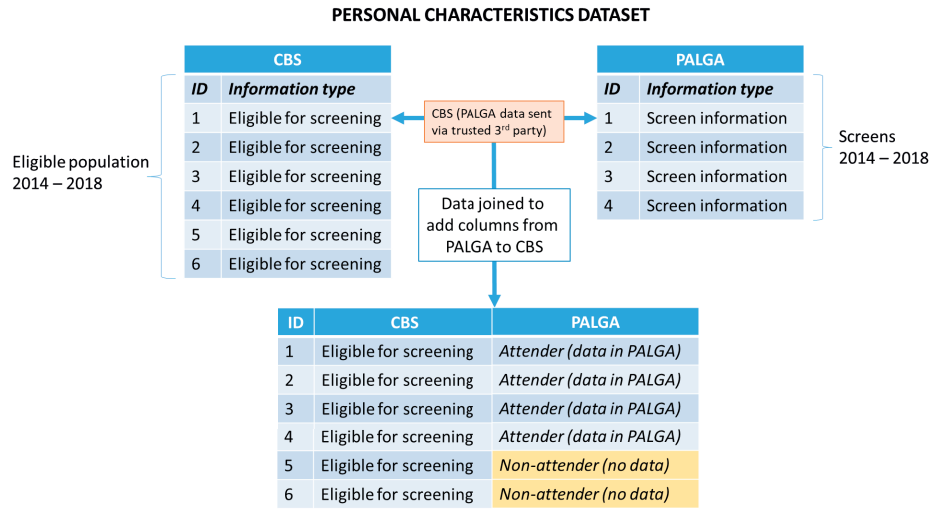 PERSONAL CHARACTERISTICS DATASET
CBS
ID Information type
1 Eligible for screening
2 Eligible for screening
3 Eligible for screening
4 Eligible for screening
5 Eligible for screening
6 Eligible for screening
Eligible population
2014 – 2018
CBS (PALGA data sent
via trusted 3rd party)
PALGA
ID Information type
1 Screen information
2 Screen information
3 Screen information
4 Screen information
Screens
2014 – 2018
Data joined to
add columns from
PALGA to CBS
ID CBS PALGA
1 Eligible for screening Attender (data in PALGA)
2 Eligible for screening Attender (data in PALGA)
3 Eligible for screening Attender (data in PALGA)
4 Eligible for screening Attender (data in PALGA)
5 Eligible for screening Non-attender (no data)
6 Eligible for screening Non-attender (no data)